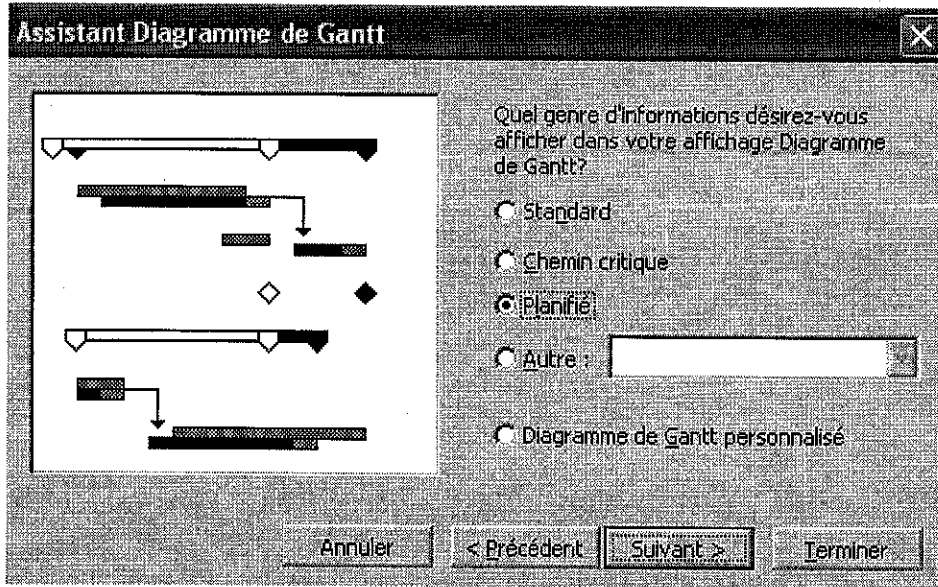 Assistant Diagramme de Gantt
Quel genre d'informations désirez-vous
afficher dans votre affichage Diagramme
de Gantt?
Standard
Chemin critique
Planifié
Autre :
Diagramme de Gantt personnalisé
Annuler
< Précédent
Suivant >
Terminer